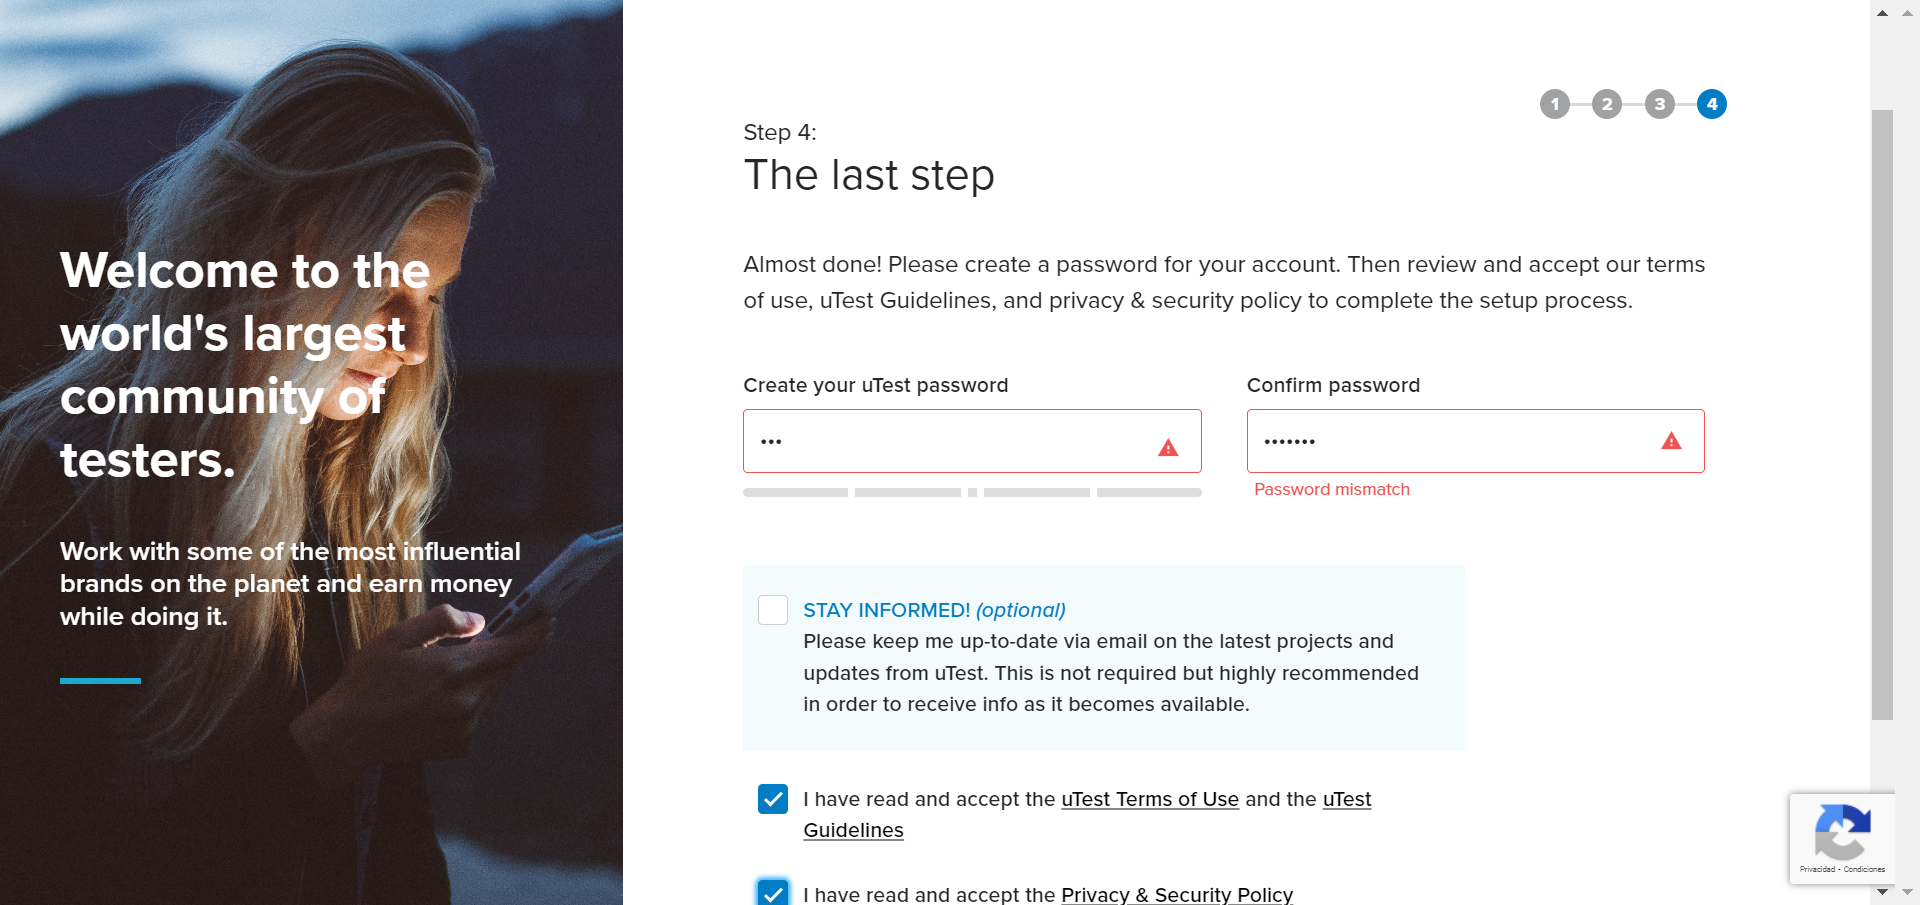 Welcome to the
world's largest
community of
testers.
Work with some of the most influential
brands on the planet and earn money
while doing it.
1 2 3 4
Step 4:
The last step
Almost done! Please create a password for your account. Then review and accept our terms
of use, uTest Guidelines, and privacy & security policy to complete the setup process.
Create your uTest password
Confirm password
•••
•••••••
Password mismatch
STAY INFORMED! (optional)
Please keep me up-to-date via email on the latest projects and
updates from uTest. This is not required but highly recommended
in order to receive info as it becomes available.
I have read and accept the uTest Terms of Use and the uTest
Guidelines
I have read and accept the Privacy & Security Policy
Privacidad - Condiciones